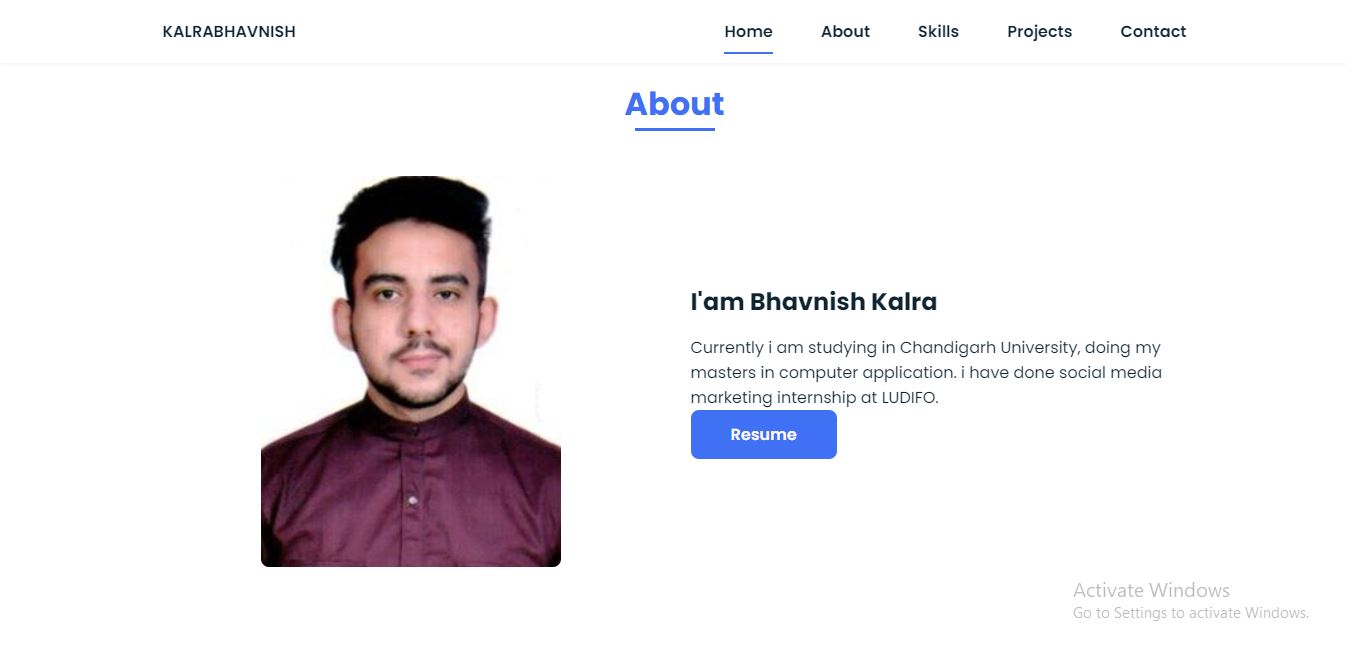 KALRABHAVNISH
Home About Skills Projects Contact
About
I'am Bhavnish Kalra
Currently i am studying in Chandigarh University, doing my
masters in computer application. i have done social media
marketing internship at LUDIFO.
Resume
Activate Windows
Go to Settings to activate Windows.